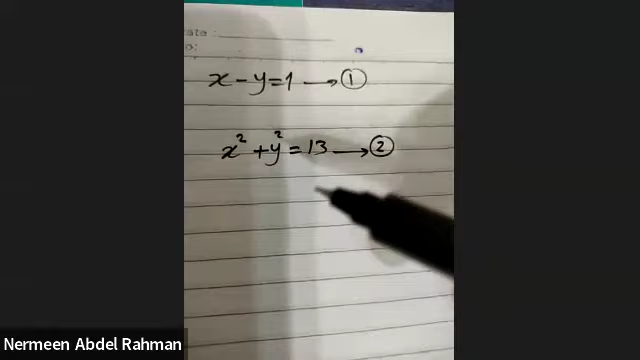 x - y = 1 → ①
x² + y² = 13 → ②
Nermeen Abdel Rahman